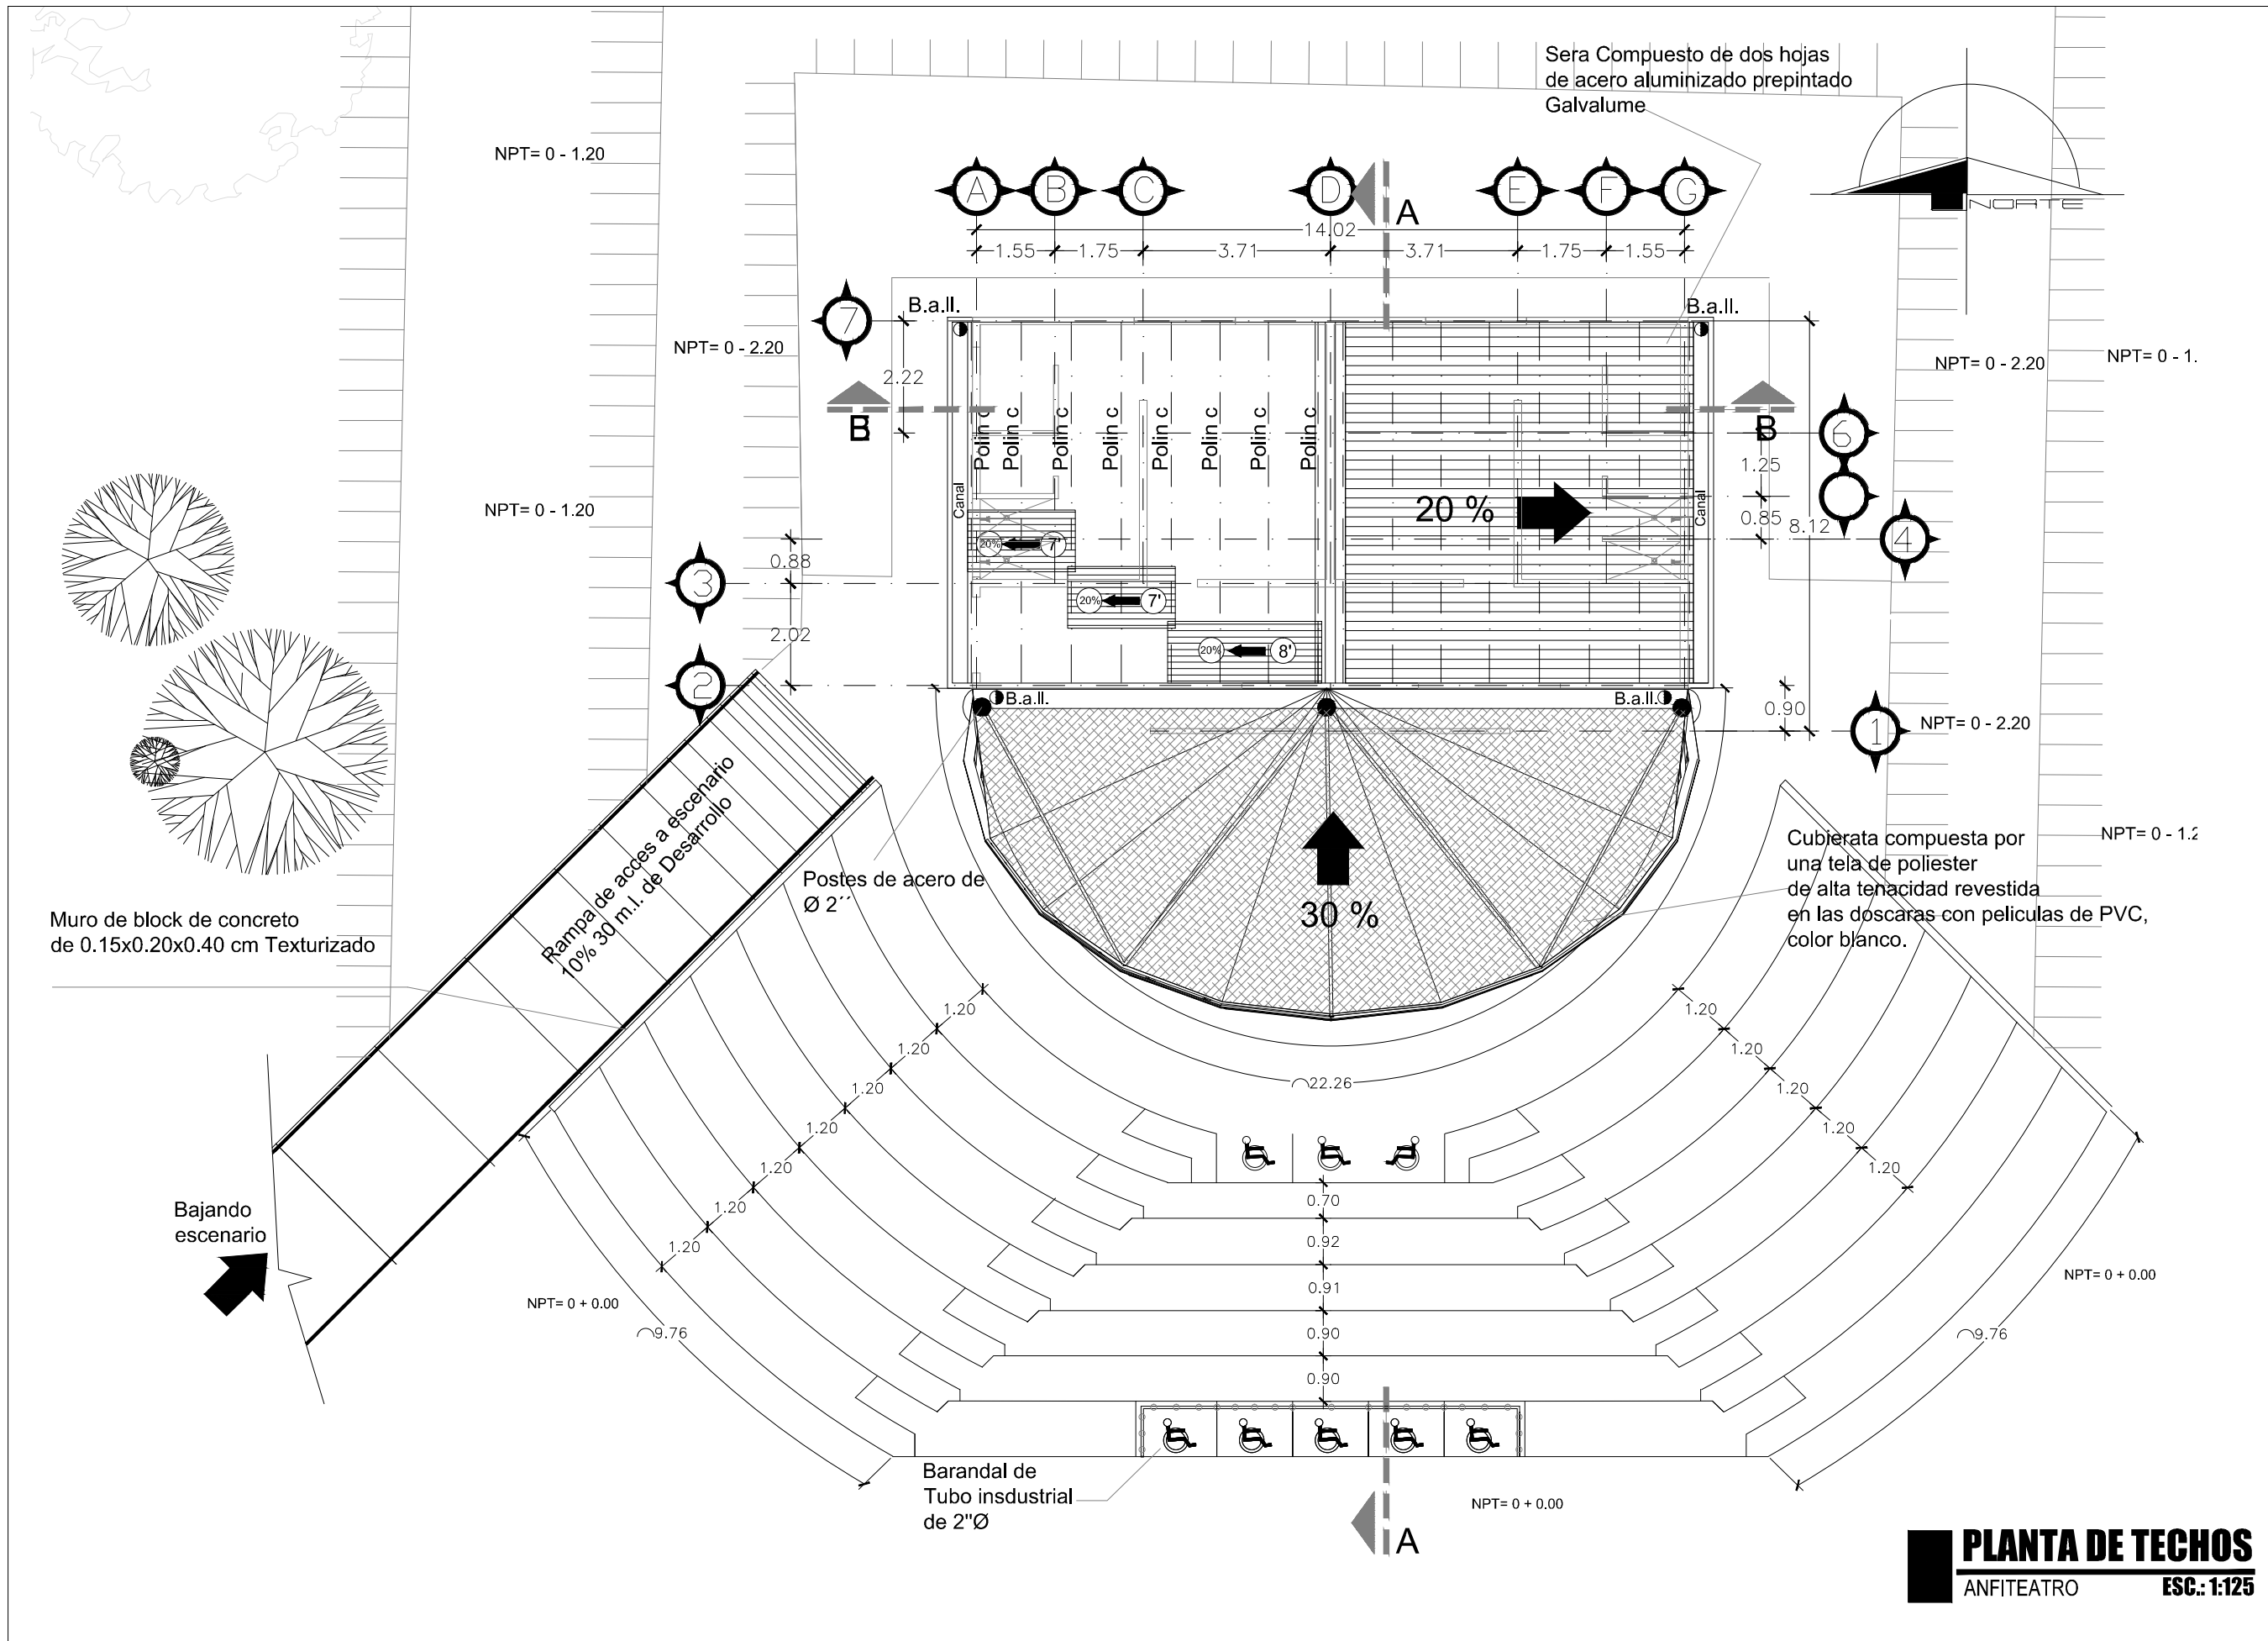 Sera Compuesto de dos hojas
de acero aluminizado prepintado
Galvalume
NORTE
NPT= 0 - 1.20
A
B
C
D
E
F
G
A
14.02
1.55
1.75
3.71
3.71
1.75
1.55
7
B.a.ll.
B.a.ll.
NPT= 0 - 2.20
NPT= 0 - 2.20
NPT= 0 - 1.
2.22
B
B
6
Polin c
Polin c
Polin c
Polin c
Polin c
Polin c
Polin c
Polin c
1.25
Canal
Canal
20 %
NPT= 0 - 1.20
0.85
8.12
4
20%
7'
0.88
3
20%
7'
2.02
20%
8'
2
B.a.ll.
B.a.ll.
0.90
1
NPT= 0 - 2.20
Rampa de acces a escenario
10% 30 m.l. de Desarrollo
Cubierata compuesta por
una tela de poliester
de alta tenacidad revestida
en las doscaras con peliculas de PVC,
color blanco.
NPT= 0 - 1.2
Postes de acero de
Ø 2´´
30 %
Muro de block de concreto
de 0.15x0.20x0.40 cm Texturizado
1.20
1.20
1.20
1.20
1.20
1.20
1.20
1.20
1.20
1.20
1.20
1.20
22.26
0.70
0.92
0.91
0.90
0.90
Bajando
escenario
NPT= 0 + 0.00
NPT= 0 + 0.00
9.76
9.76
Barandal de
Tubo insdustrial
de 2"Ø
NPT= 0 + 0.00
A
PLANTA DE TECHOS
ANFITEATRO
ESC.: 1:125